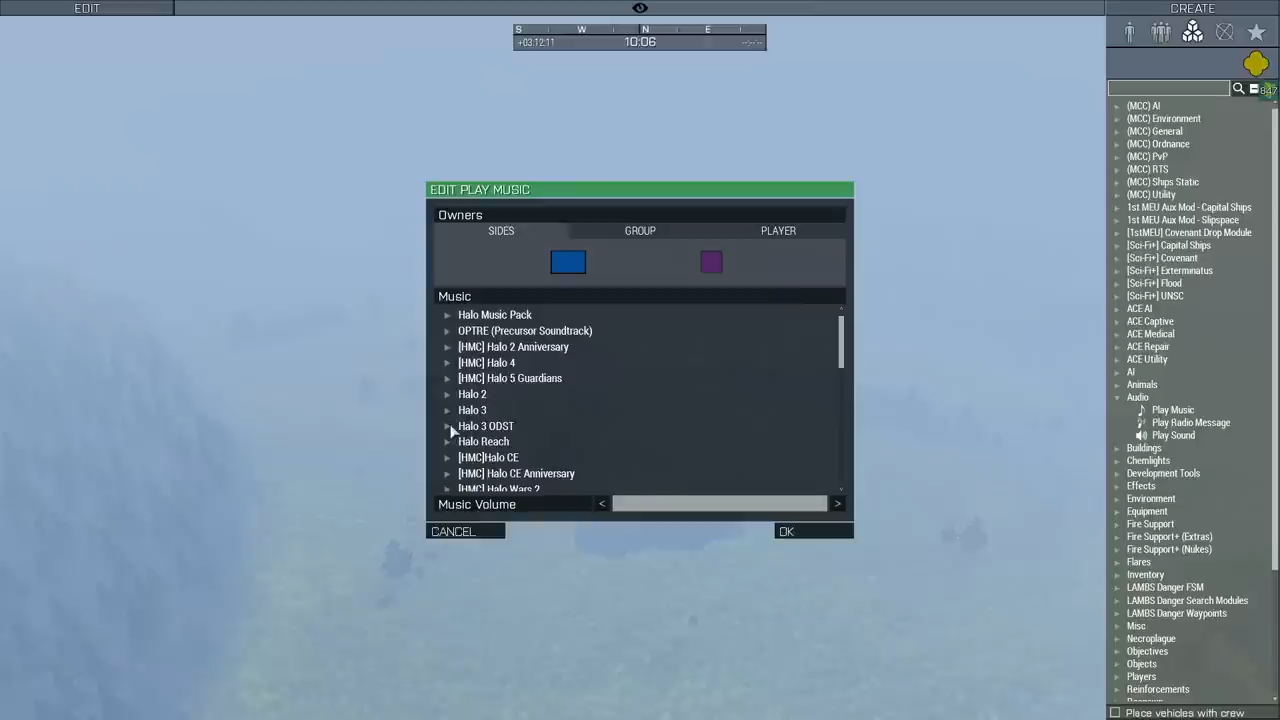 EDIT
CREATE
S W N E
+03.12.11 10:06
847
EDIT PLAY MUSIC
Owners
SIDES GROUP PLAYER
Music
Halo Music Pack
OPTRE (Precursor Soundtrack)
[HMC] Halo 2 Anniversary
[HMC] Halo 4
[HMC] Halo 5 Guardians
Halo 2
Halo 3
Halo 3 ODST
Halo Reach
[HMC]Halo CE
[HMC] Halo CE Anniversary
[HMC] Halo Wars 2
Music Volume < >
CANCEL OK
(MCC) AI
(MCC) Environment
(MCC) General
(MCC) Ordnance
(MCC) PvP
(MCC) RTS
(MCC) Ships Static
(MCC) Utility
1st MEU Aux Mod - Capital Ships
1st MEU Aux Mod - Slipspace
[1stMEU] Covenant Drop Module
[Sci-Fi+] Capital Ships
[Sci-Fi+] Covenant
[Sci-Fi+] Exterminatus
[Sci-Fi+] Flood
[Sci-Fi+] UNSC
ACE AI
ACE Captive
ACE Medical
ACE Repair
ACE Utility
AI
Animals
Audio
Play Music
Play Radio Message
Play Sound
Buildings
Chemlights
Development Tools
Effects
Environment
Equipment
Fire Support
Fire Support+ (Extras)
Fire Support+ (Nukes)
Flares
Inventory
LAMBS Danger FSM
LAMBS Danger Search Modules
LAMBS Danger Waypoints
Misc
Necroplague
Objectives
Objects
Players
Reinforcements
Place vehicles with crew